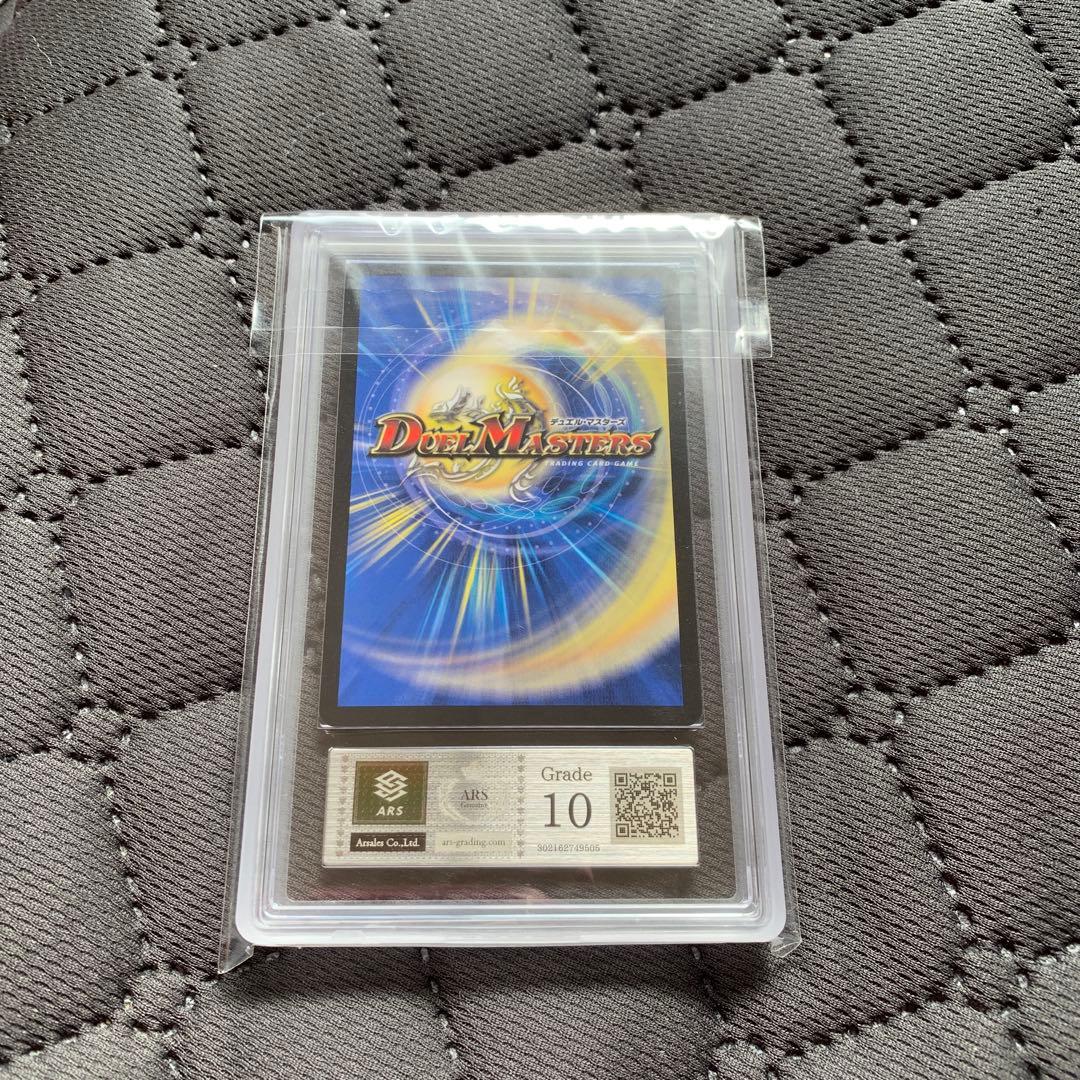 デュエル・マスターズ
DUEL MASTERS
TRADING CARD GAME
ARS
Arsales Co.,Ltd.
ARS
Genuine
ars-grading.com
Grade
10
302162749505